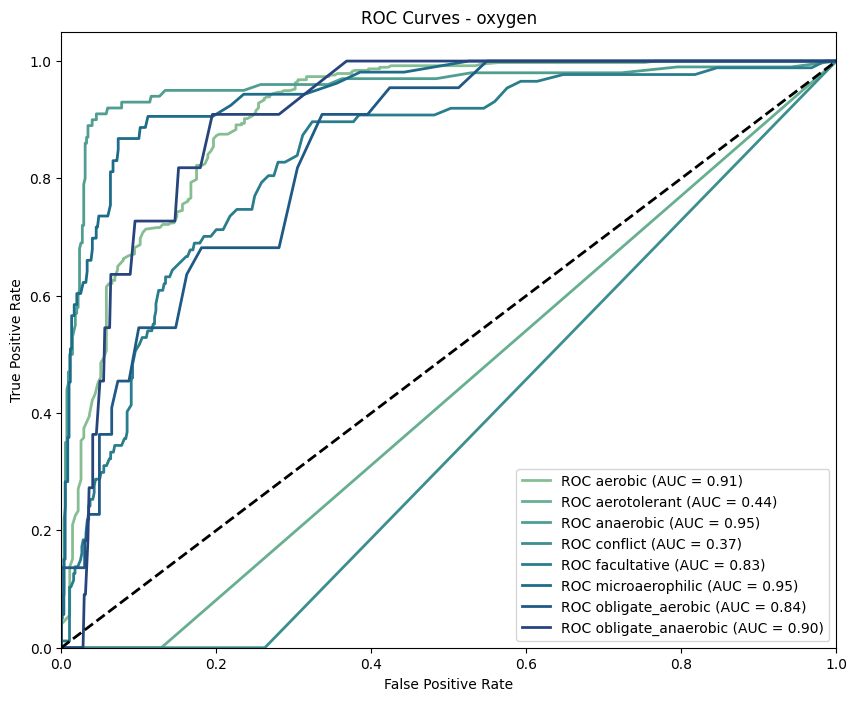 ROC Curves - oxygen
True Positive Rate
1.0
0.8
0.6
0.4
0.2
0.0
ROC aerobic (AUC = 0.91)
ROC aerotolerant (AUC = 0.44)
ROC anaerobic (AUC = 0.95)
ROC conflict (AUC = 0.37)
ROC facultative (AUC = 0.83)
ROC microaerophilic (AUC = 0.95)
ROC obligate_aerobic (AUC = 0.84)
ROC obligate_anaerobic (AUC = 0.90)
0.0 0.2 0.4 0.6 0.8 1.0
False Positive Rate